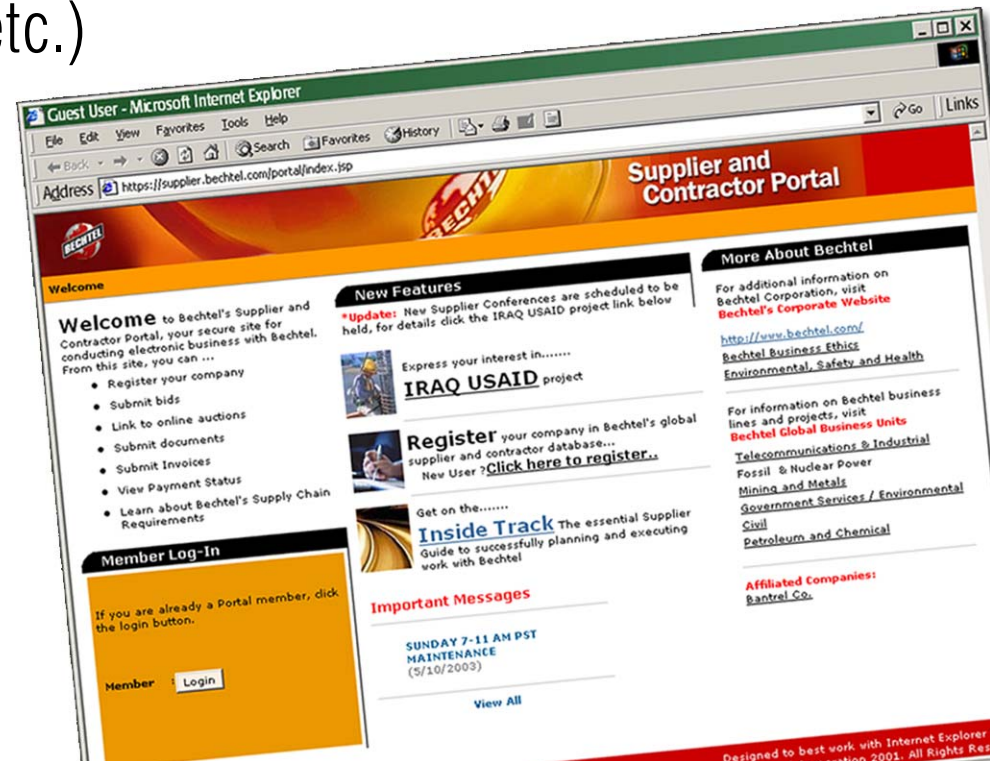 etc.)
Guest User - Microsoft Internet Explorer
File Edit View Favorites Tools Help
Back Search Favorites History
Address https://supplier.bechtel.com/portal/index.jsp Go Links
BECHTEL
BECHTEL
Supplier and
Contractor Portal
Welcome
Welcome to Bechtel's Supplier and
Contractor Portal, your secure site for
conducting electronic business with Bechtel.
From this site, you can ...
• Register your company
• Submit bids
• Link to online auctions
• Submit documents
• Submit Invoices
• View Payment Status
• Learn about Bechtel's Supply Chain
Requirements
Member Log-In
If you are already a Portal member, click
the login button.
Member : Login
New Features
*Update: New Supplier Conferences are scheduled to be
held, for details click the IRAQ USAID project link below
Express your interest in.......
IRAQ USAID project
Register your company in Bechtel's global
supplier and contractor database...
New User ?Click here to register..
Get on the.......
Inside Track The essential Supplier
Guide to successfully planning and executing
work with Bechtel
Important Messages
SUNDAY 7-11 AM PST
MAINTENANCE
(5/10/2003)
View All
More About Bechtel
For additional information on
Bechtel Corporation, visit
Bechtel's Corporate Website
http://www.bechtel.com/
Bechtel Business Ethics
Environmental, Safety and Health
For information on Bechtel business
lines and projects, visit
Bechtel Global Business Units
Telecommunications & Industrial
Fossil & Nuclear Power
Mining and Metals
Government Services / Environmental
Civil
Petroleum and Chemical
Affiliated Companies:
Bantrel Co.
Designed to best work with Internet Explorer
2001. All Rights Res